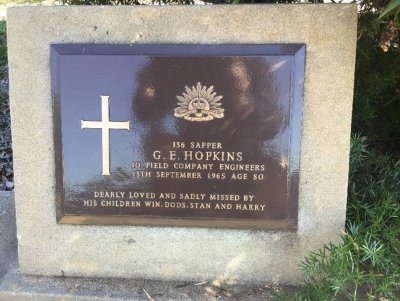 136 SAPPER
G. E. HOPKINS
10 FIELD COMPANY ENGINEERS
13TH SEPTEMBER 1965 AGE 80
DEARLY LOVED AND SADLY MISSED BY
HIS CHILDREN WIN, DODS, STAN AND HARRY